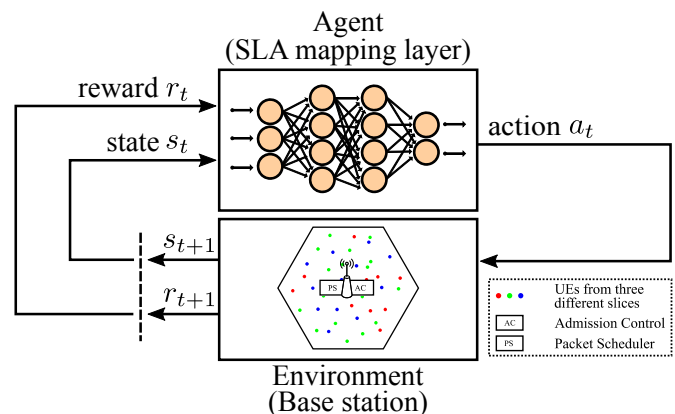 Agent
(SLA mapping layer)
reward r_t
state s_t
action a_t
s_{t+1}
r_{t+1}
PS AC
UEs from three
different slices
AC Admission Control
PS Packet Scheduler
Environment
(Base station)